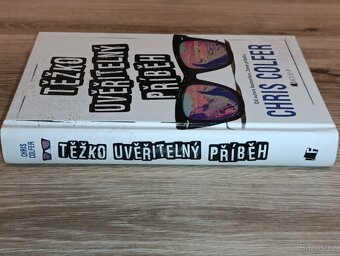 TĚŽKO
UVĚŘITELNÝ
PŘÍBĚH
CHRIS COLFER
CHRIS
COLFER
TĚŽKO UVĚŘITELNÝ PŘÍBĚH